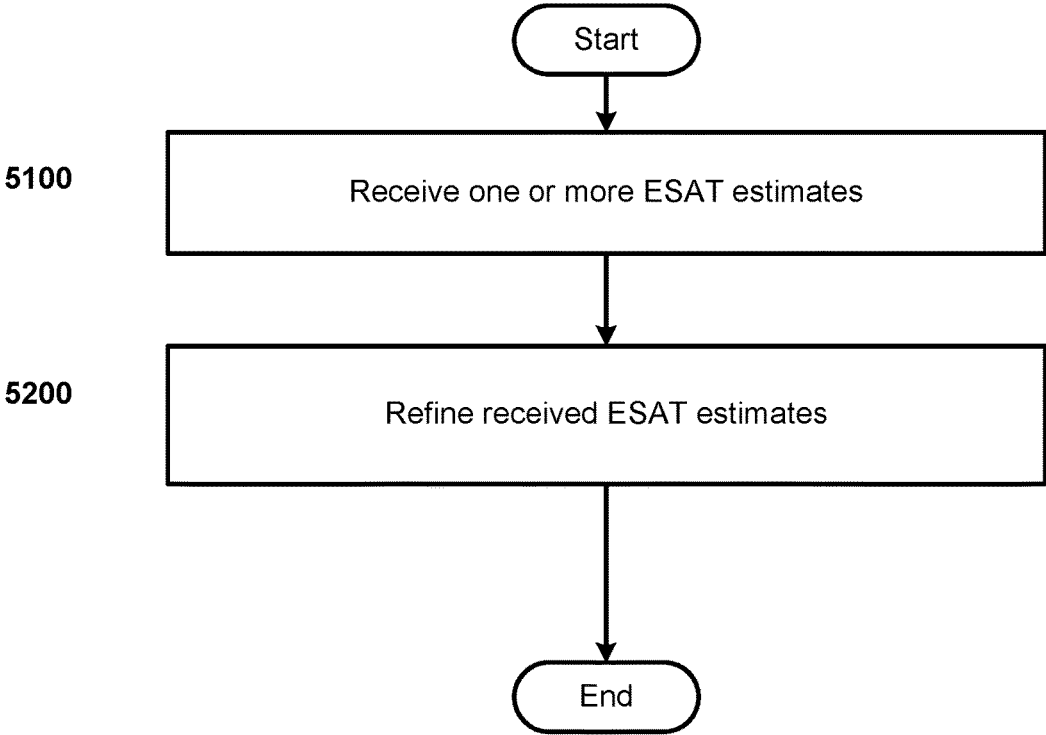 Start
5100
Receive one or more ESAT estimates
5200
Refine received ESAT estimates
End